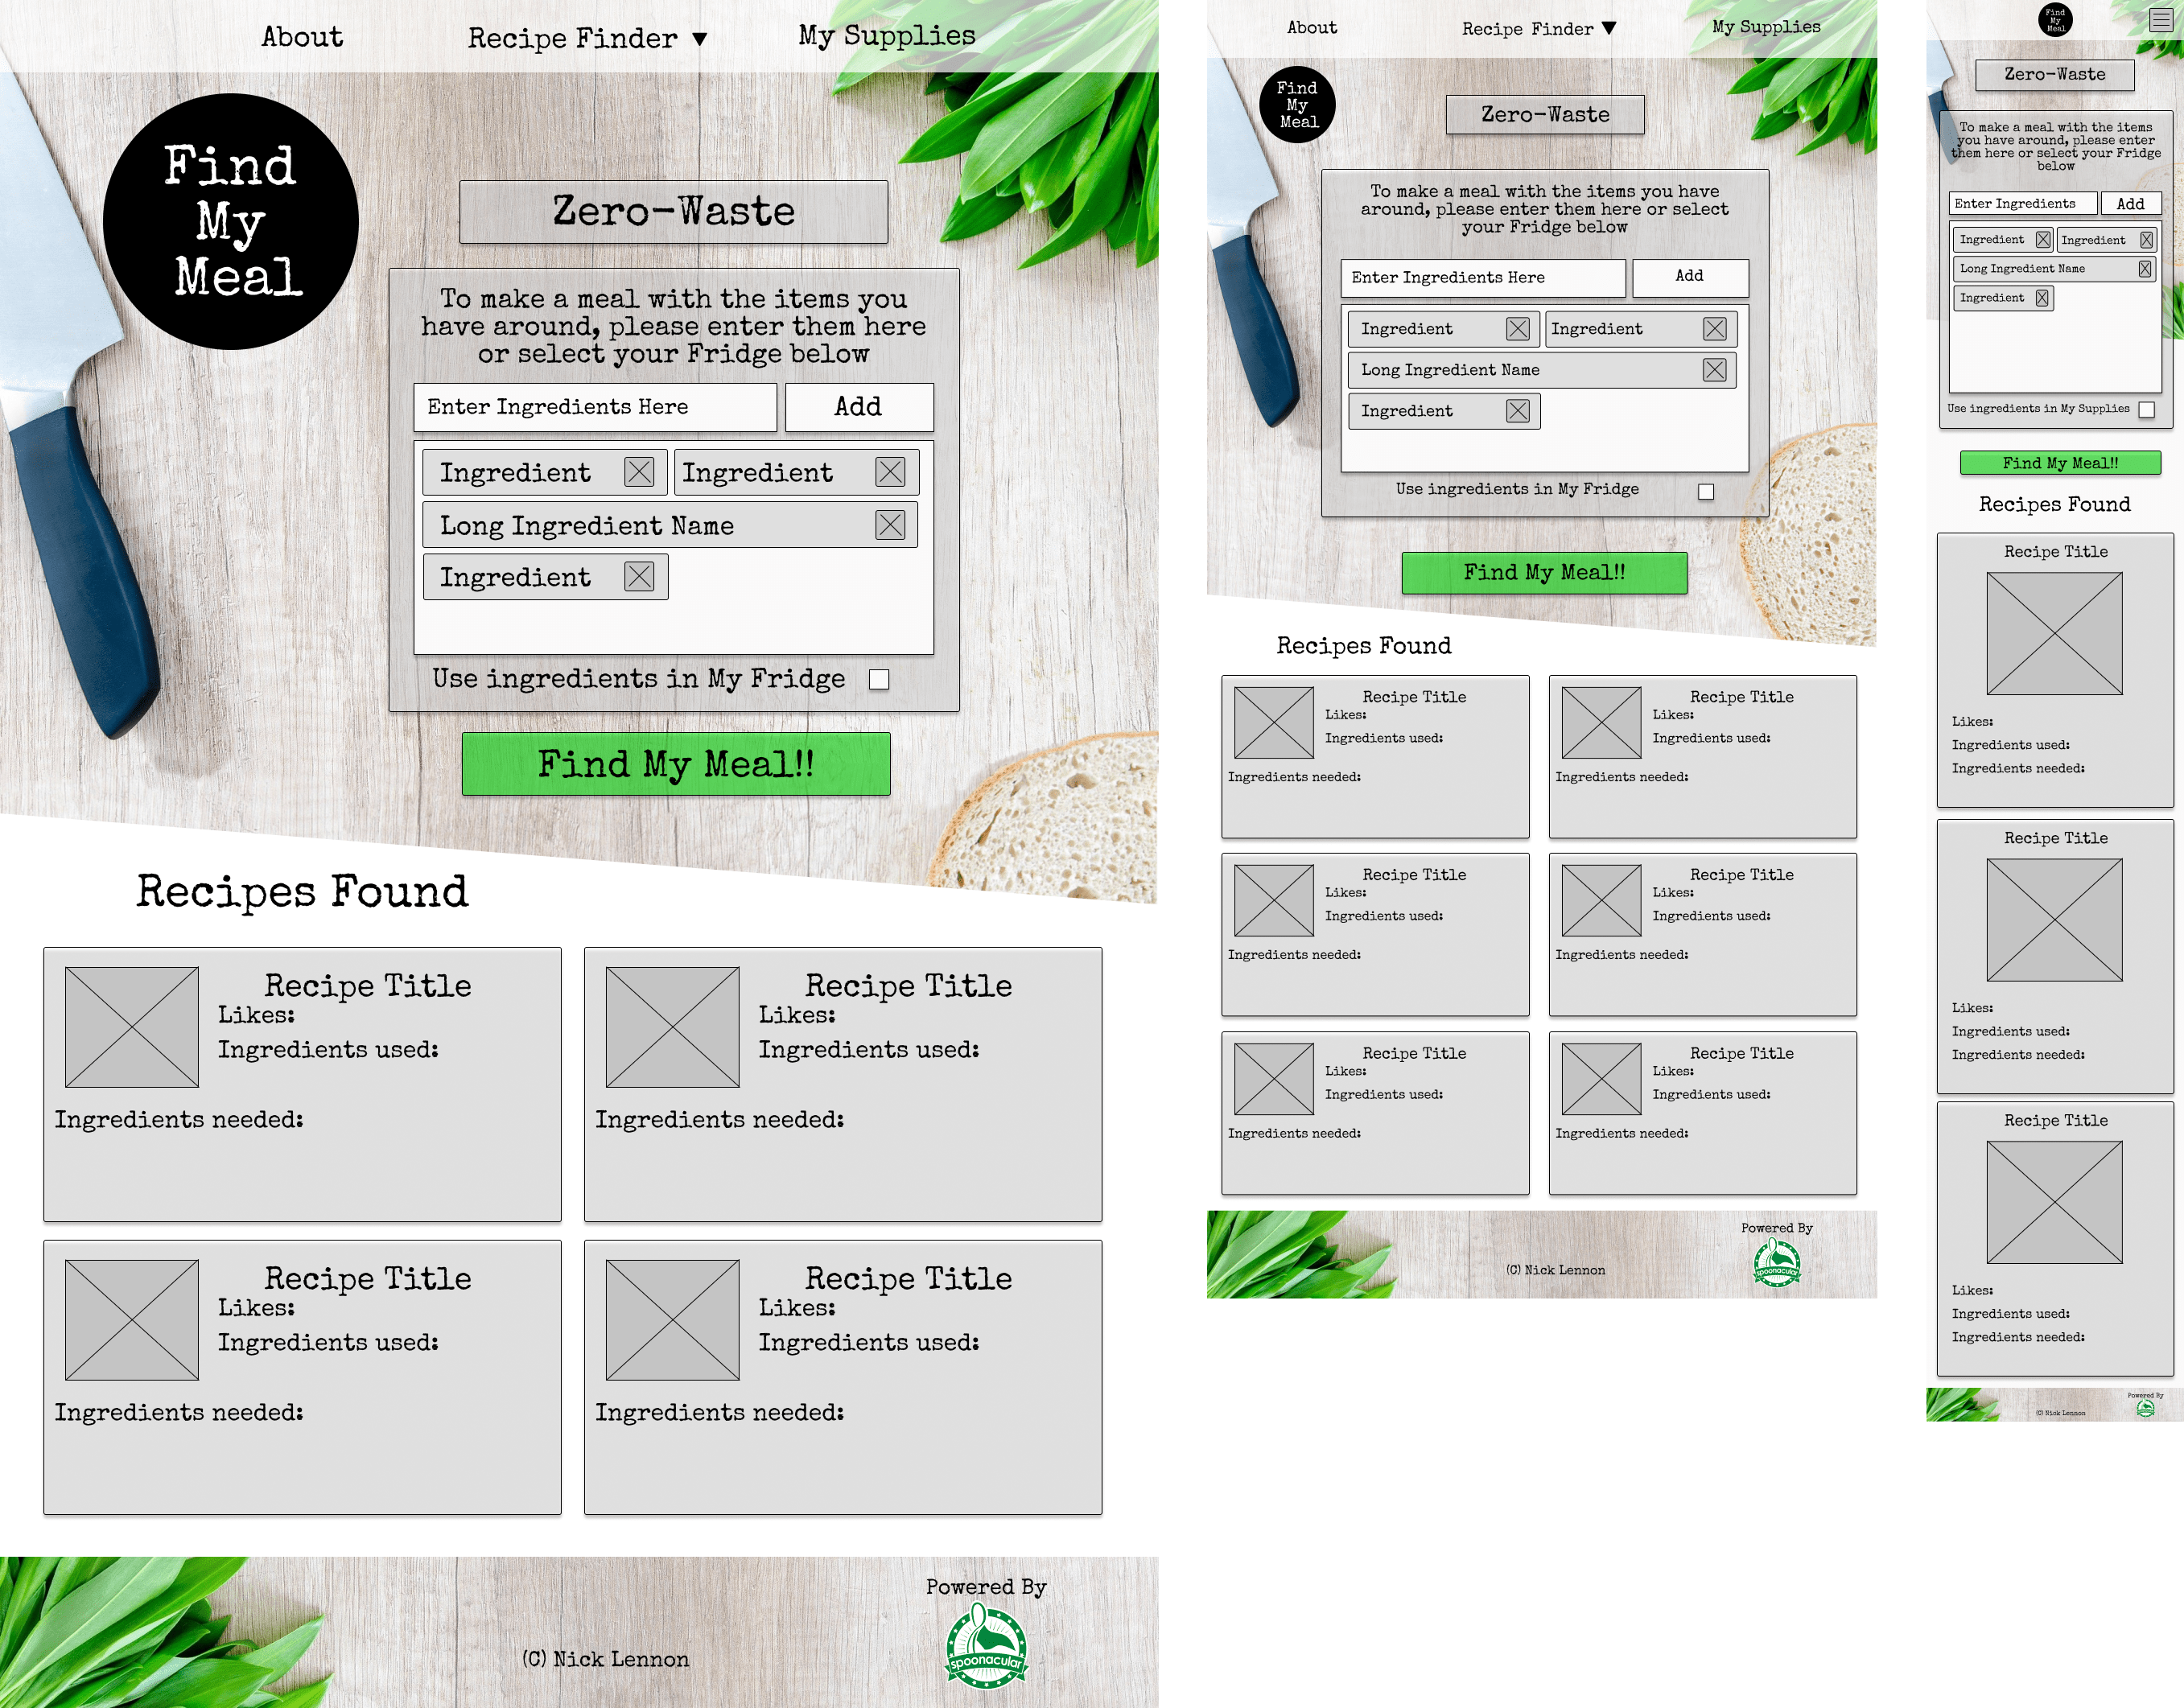 About
Recipe Finder ▼
My Supplies
Find
My
Meal
Zero-Waste
To make a meal with the items you
have around, please enter them here
or select your Fridge below
Enter Ingredients Here
Add
Ingredient
Ingredient
Long Ingredient Name
Ingredient
Use ingredients in My Fridge
Find My Meal!!
Recipes Found
Recipe Title
Likes:
Ingredients used:
Ingredients needed:
Recipe Title
Likes:
Ingredients used:
Ingredients needed:
Recipe Title
Likes:
Ingredients used:
Ingredients needed:
Recipe Title
Likes:
Ingredients used:
Ingredients needed:
(C) Nick Lennon
Powered By
spoonacular
About
Recipe Finder ▼
My Supplies
Find
My
Meal
Zero-Waste
To make a meal with the items you have
around, please enter them here or select
your Fridge below
Enter Ingredients Here
Add
Ingredient
Ingredient
Long Ingredient Name
Ingredient
Use ingredients in My Fridge
Find My Meal!!
Recipes Found
Recipe Title
Likes:
Ingredients used:
Ingredients needed:
Recipe Title
Likes:
Ingredients used:
Ingredients needed:
Recipe Title
Likes:
Ingredients used:
Ingredients needed:
Recipe Title
Likes:
Ingredients used:
Ingredients needed:
Recipe Title
Likes:
Ingredients used:
Ingredients needed:
Recipe Title
Likes:
Ingredients used:
Ingredients needed:
(C) Nick Lennon
Powered By
spoonacular
Find
My
Meal
Zero-Waste
To make a meal with the items
you have around, please enter
them here or select your Fridge
below
Enter Ingredients
Add
Ingredient
Ingredient
Long Ingredient Name
Ingredient
Use ingredients in My Supplies
Find My Meal!!
Recipes Found
Recipe Title
Likes:
Ingredients used:
Ingredients needed:
Recipe Title
Likes:
Ingredients used:
Ingredients needed:
Recipe Title
Likes:
Ingredients used:
Ingredients needed:
(C) Nick Lennon
Powered By